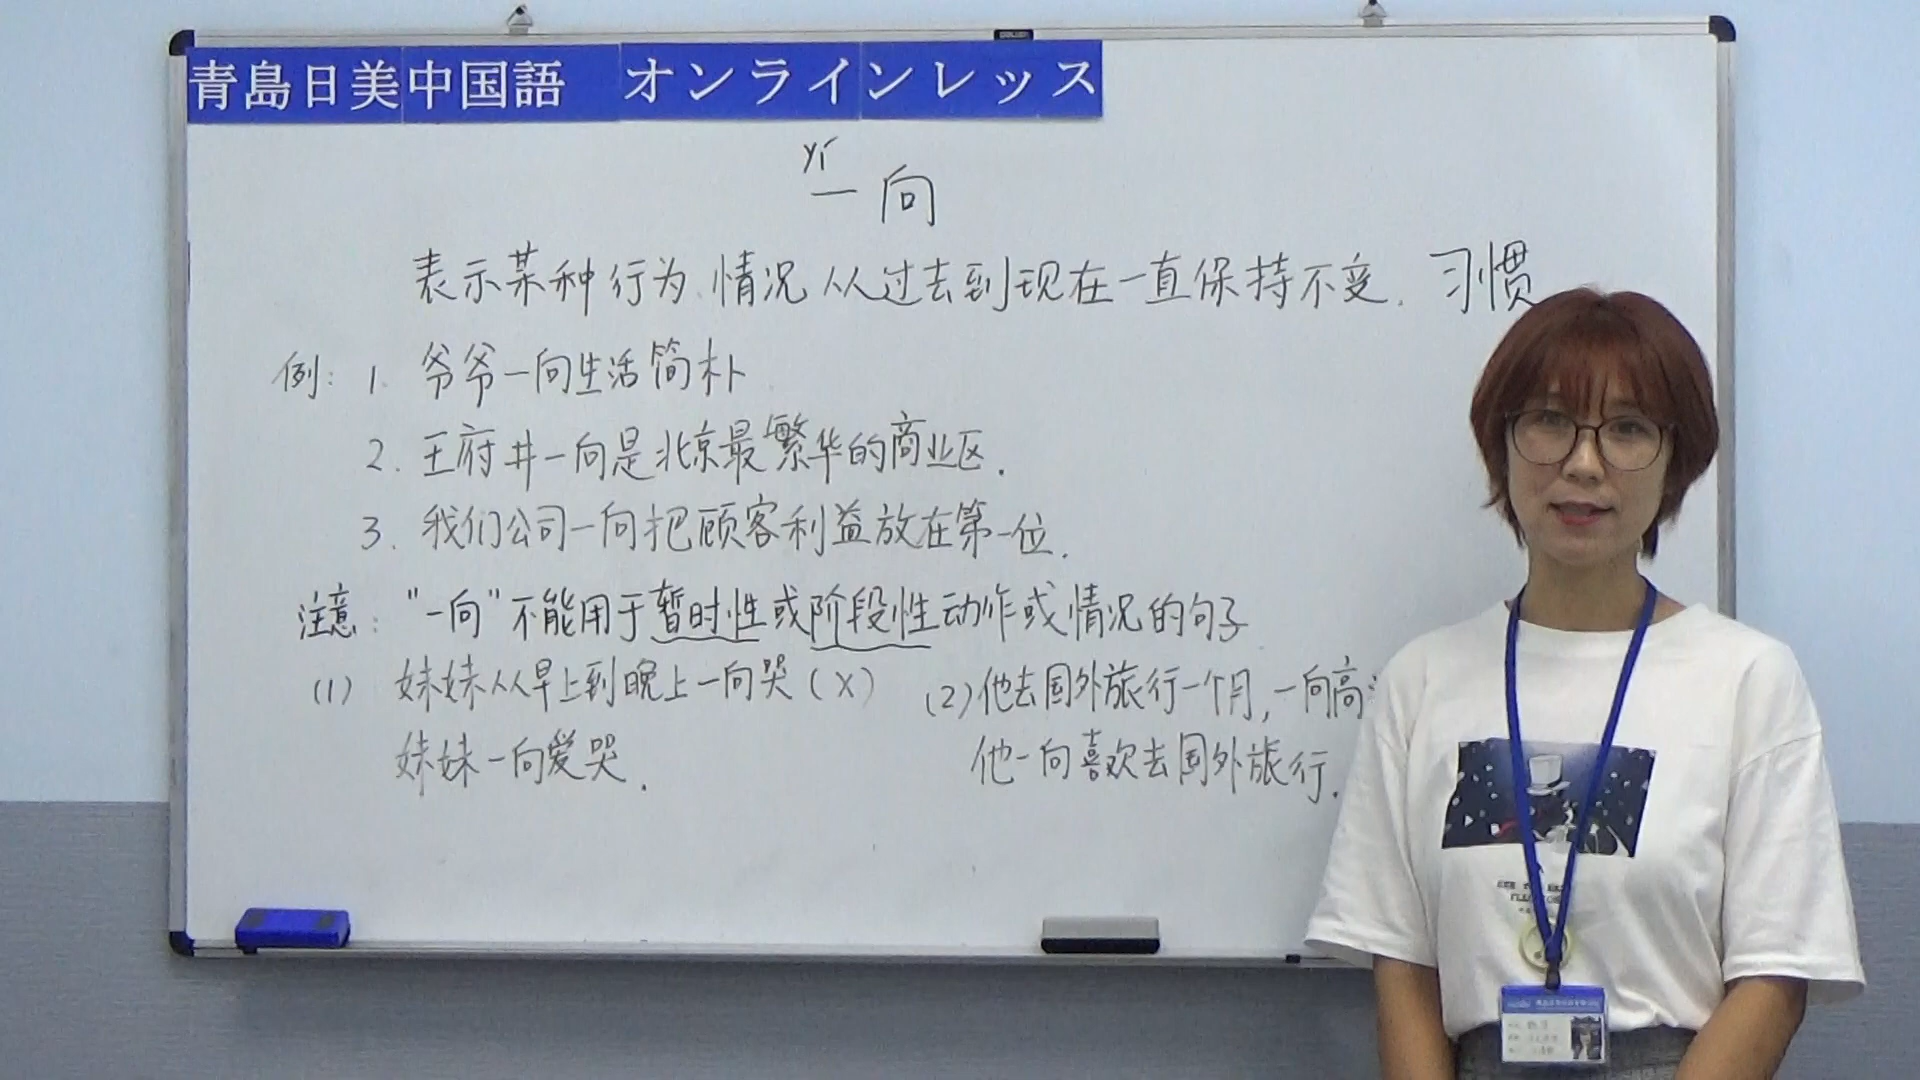 青島日美中国語 オンラインレッス
yí
一向
表示某种行为、情况从过去到现在一直保持不变. 习惯
例: 1. 爷爷一向生活简朴
2. 王府井一向是北京最繁华的商业区.
3. 我们公司一向把顾客利益放在第一位.
注意: "一向"不能用于暂时性或阶段性动作或情况的句子
(1) 妹妹从早上到晚上一向哭(X)
(2)他去国外旅行一个月,一向高
妹妹一向爱哭.
他一向喜欢去国外旅行.